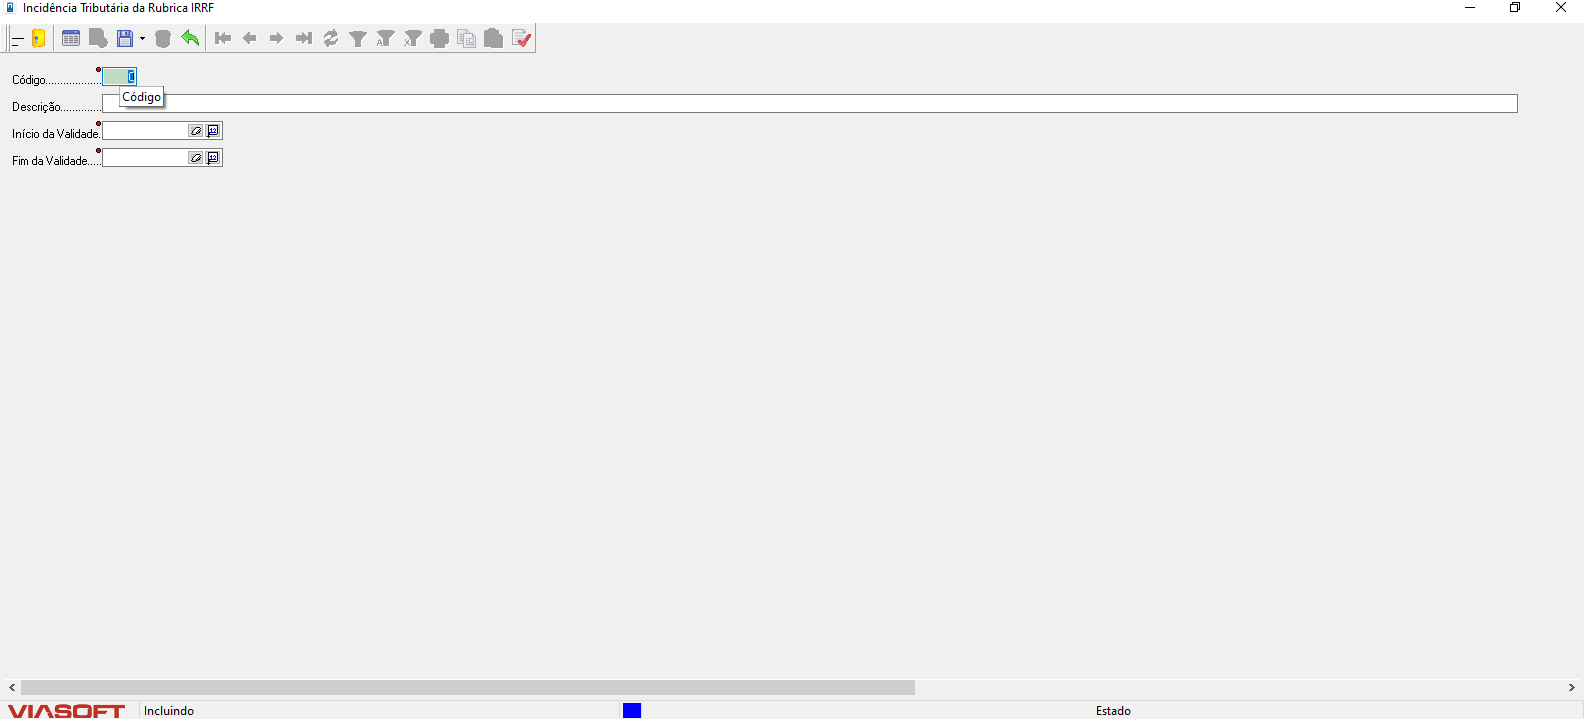 Incidência Tributária da Rubrica IRRF
Código...................
Código
Descrição..............
Início da Validade.
Fim da Validade.....
VIASOFT Incluindo Estado